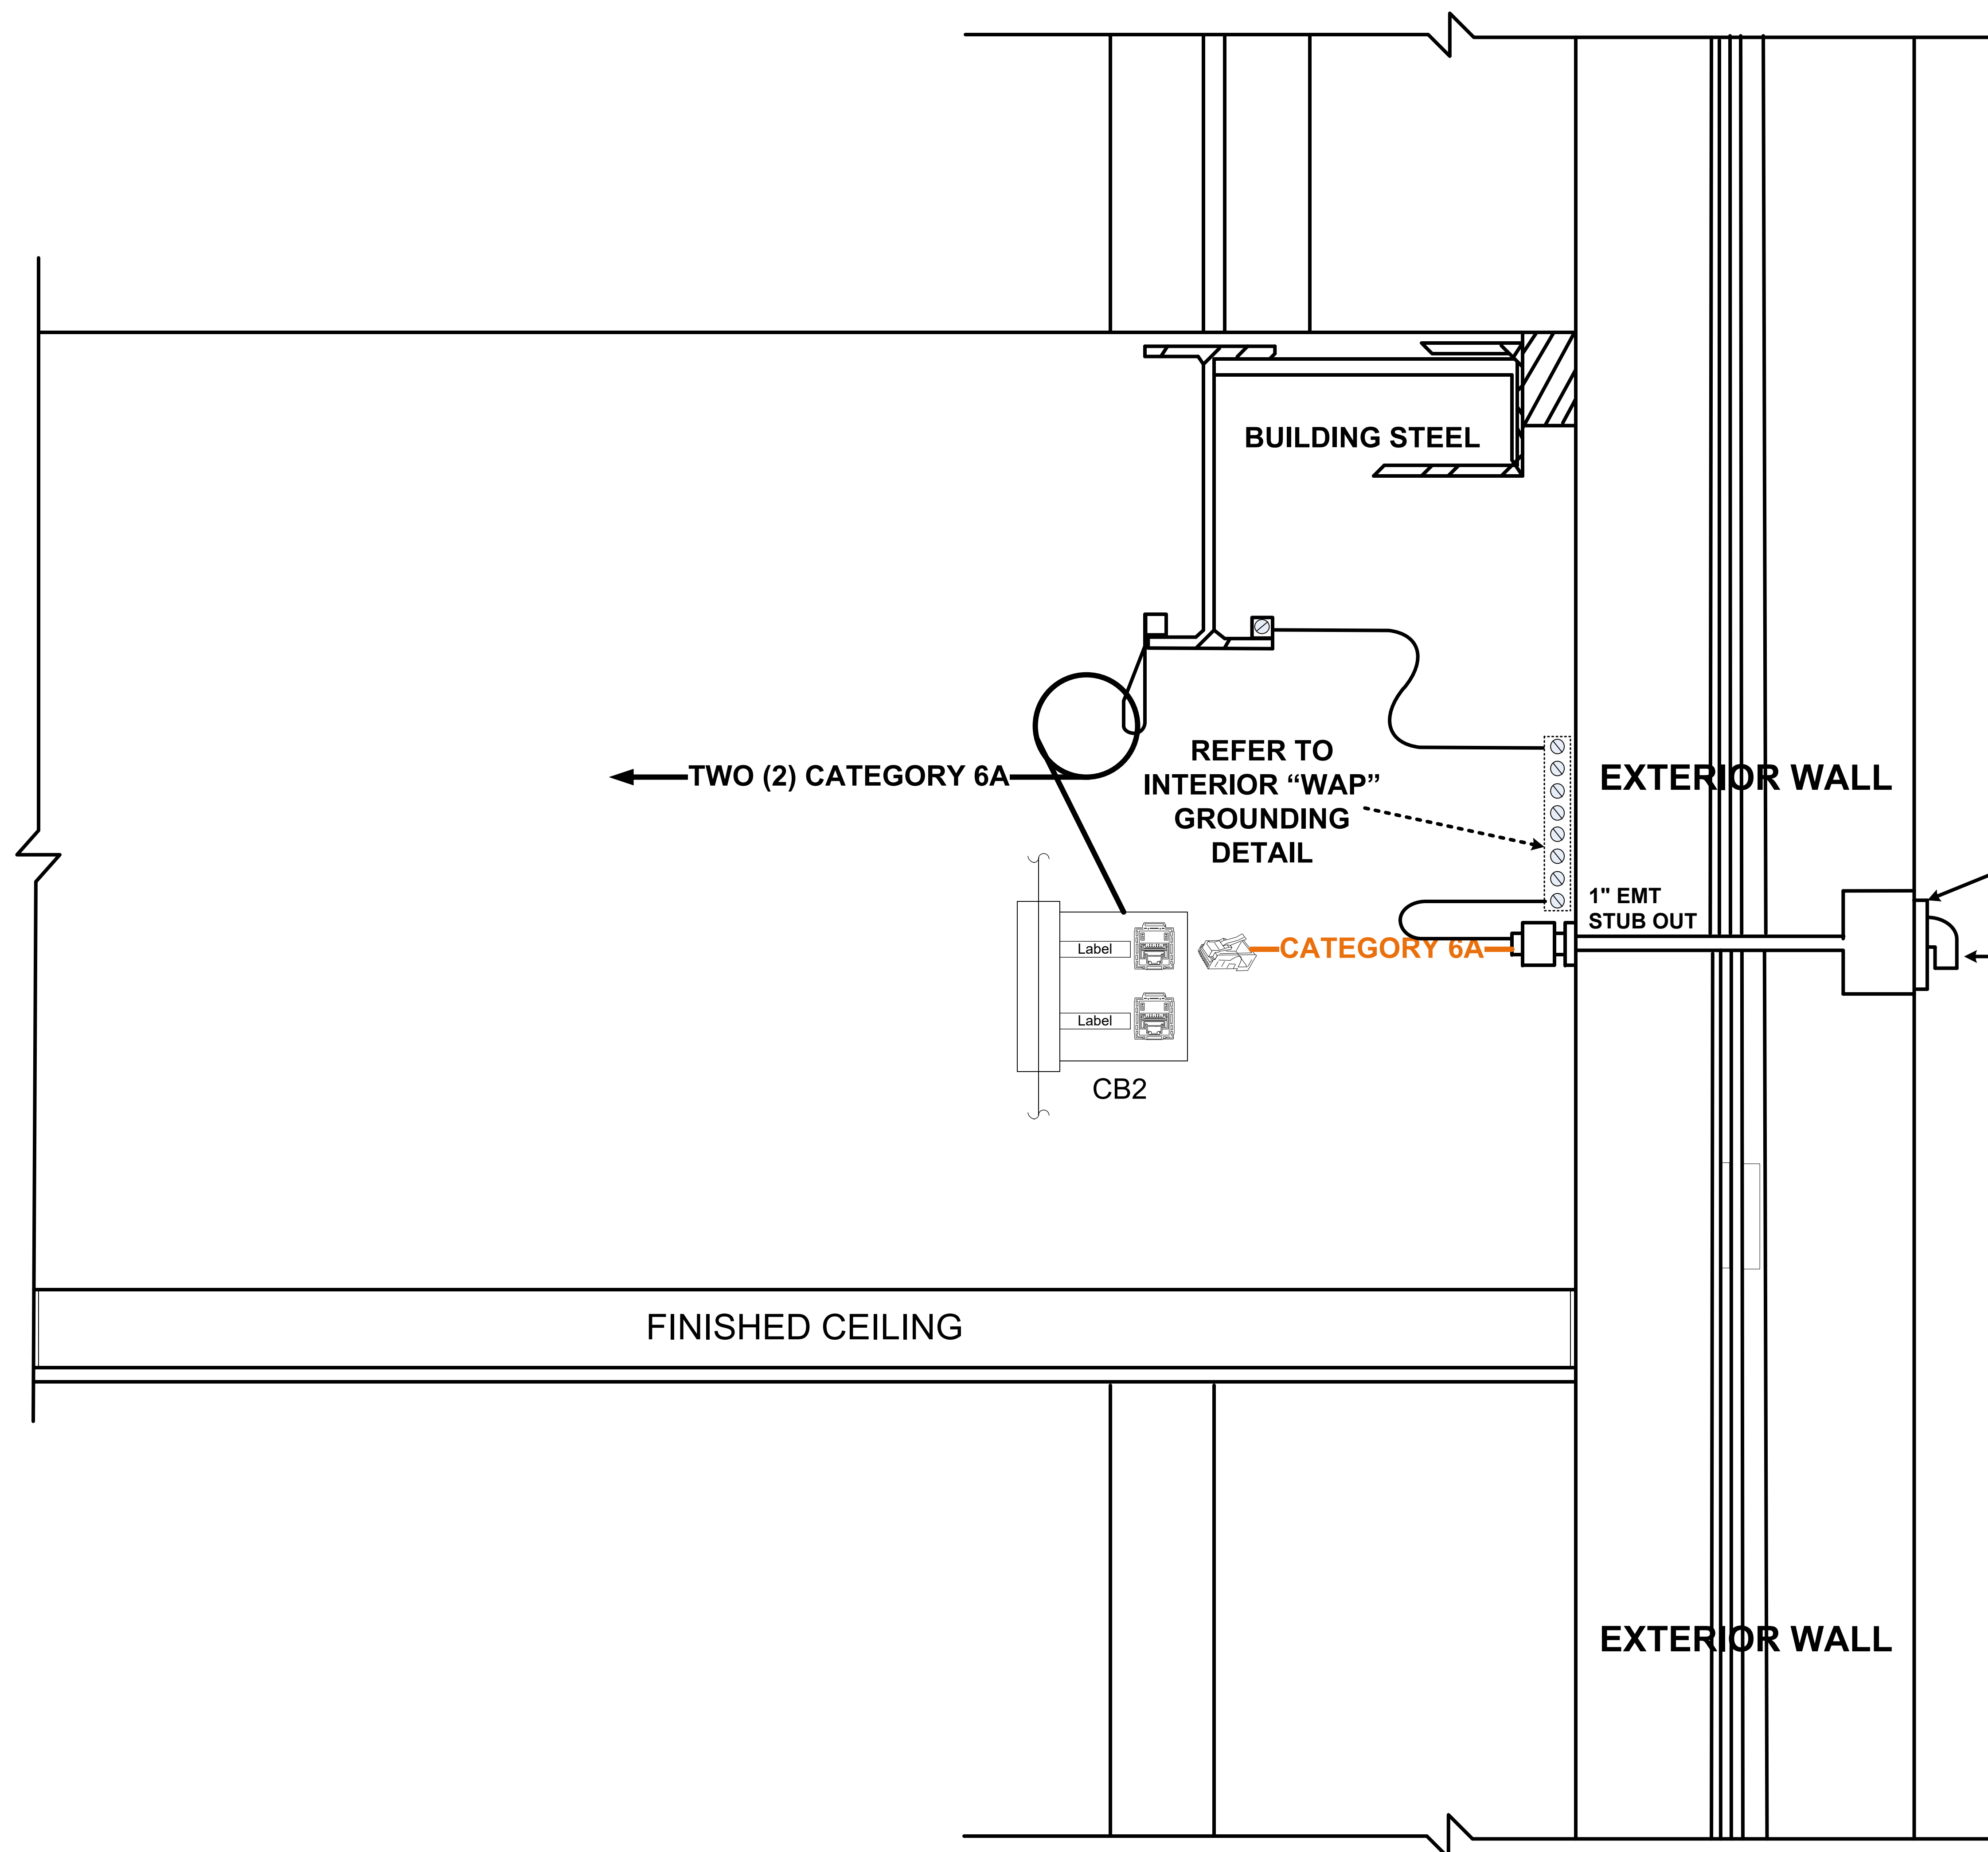 BUILDING STEEL
TWO (2) CATEGORY 6A
REFER TO
INTERIOR “WAP”
GROUNDING
DETAIL
EXTERIOR WALL
1" EMT
STUB OUT
Label
CATEGORY 6A
Label
CB2
FINISHED CEILING
EXTERIOR WALL